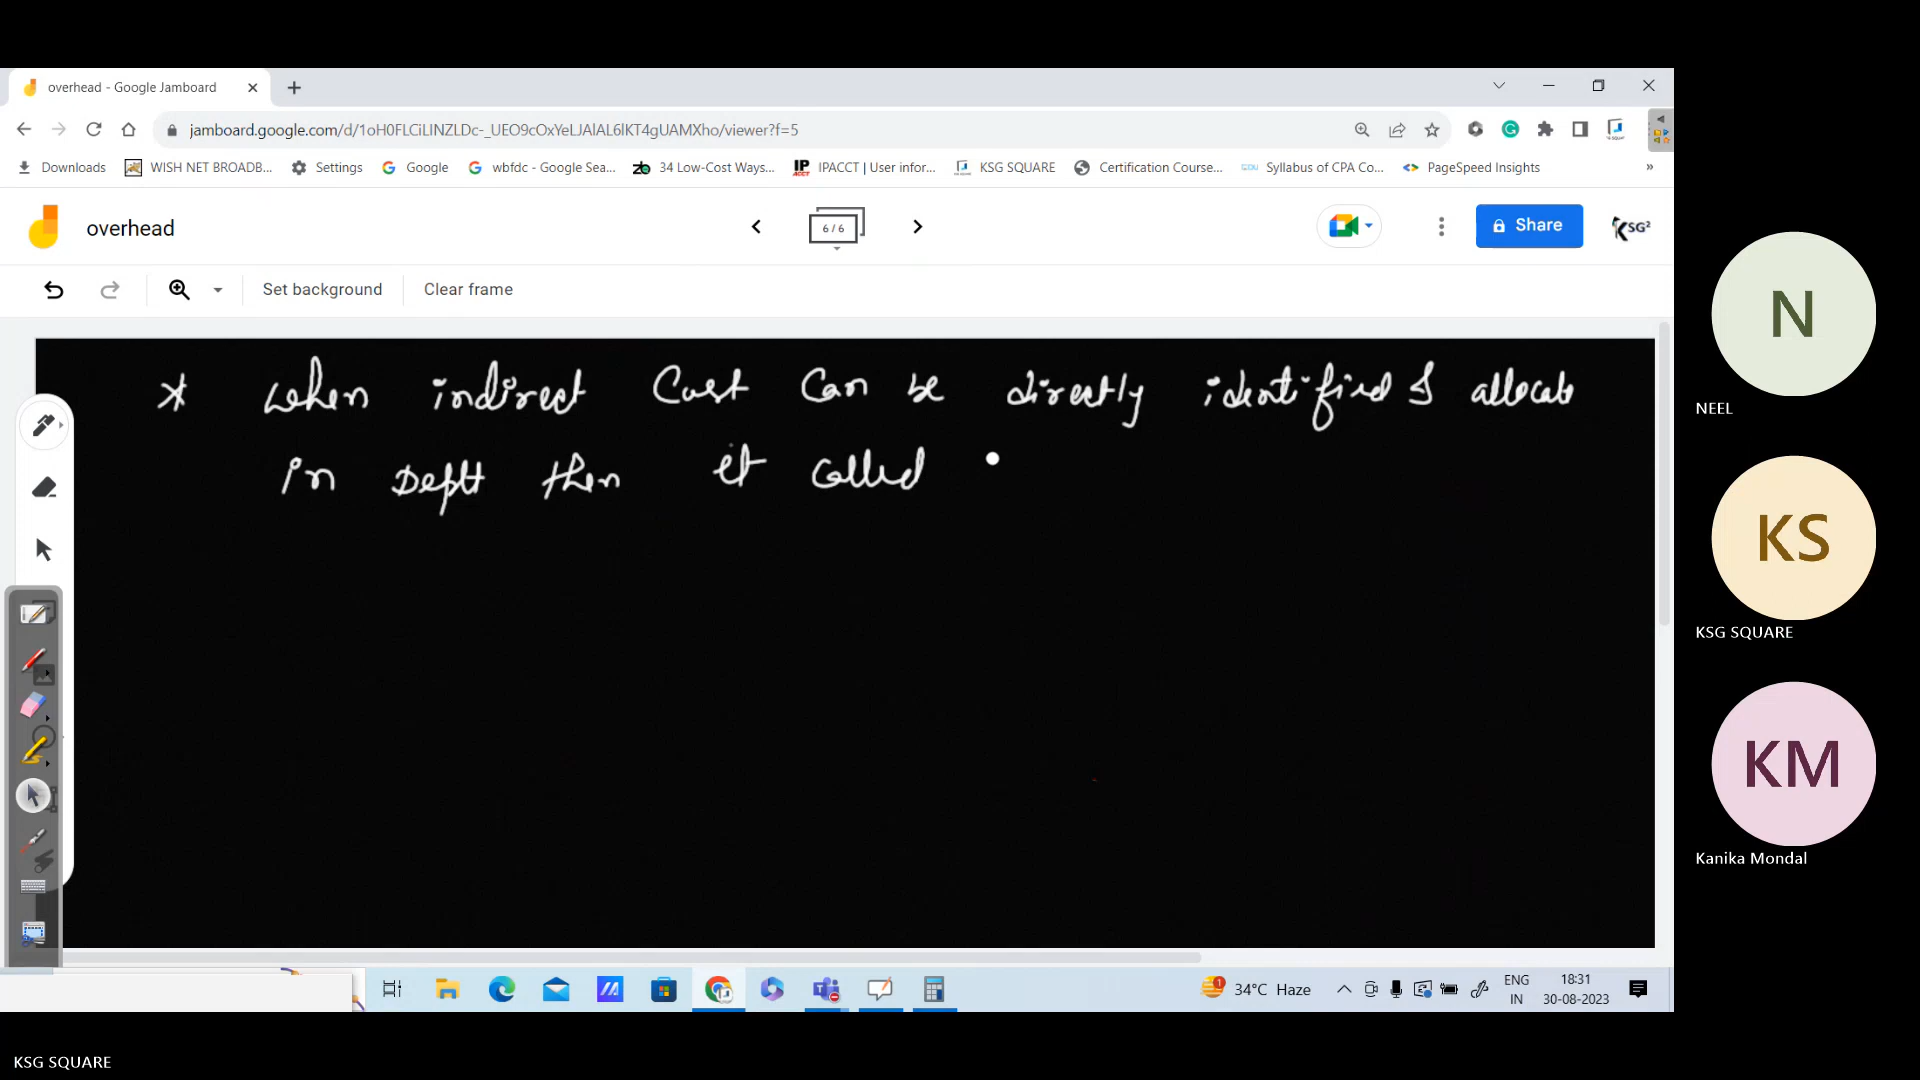 overhead - Google Jamboard
jamboard.google.com/d/1oH0FLCiLINZLDc-_UEO9cOxYeLJAlAL6lKT4gUAMXho/viewer?f=5
Downloads WISH NET BROADB... Settings Google wbfdc - Google Sea... 34 Low-Cost Ways... IPACCT | User infor... KSG SQUARE Certification Course... Syllabus of CPA Co... PageSpeed Insights »
overhead 6 / 6 Share KSG²
Set background Clear frame
* When indirect Cost Can be directly identified & allocate
in Deptt then it called
N
NEEL
KS
KSG SQUARE
KM
Kanika Mondal
34°C Haze ENG 18:31
IN 30-08-2023
KSG SQUARE